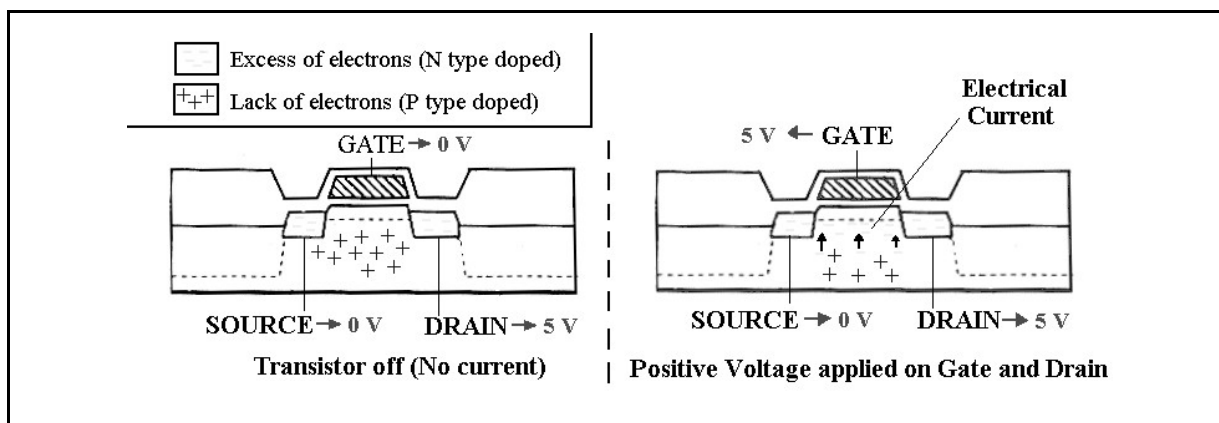 Excess of electrons (N type doped)
+++ Lack of electrons (P type doped)
GATE → 0 V
SOURCE → 0 V
DRAIN → 5 V
Transistor off (No current)
Electrical
Current
5 V ← GATE
SOURCE → 0 V
DRAIN → 5 V
Positive Voltage applied on Gate and Drain